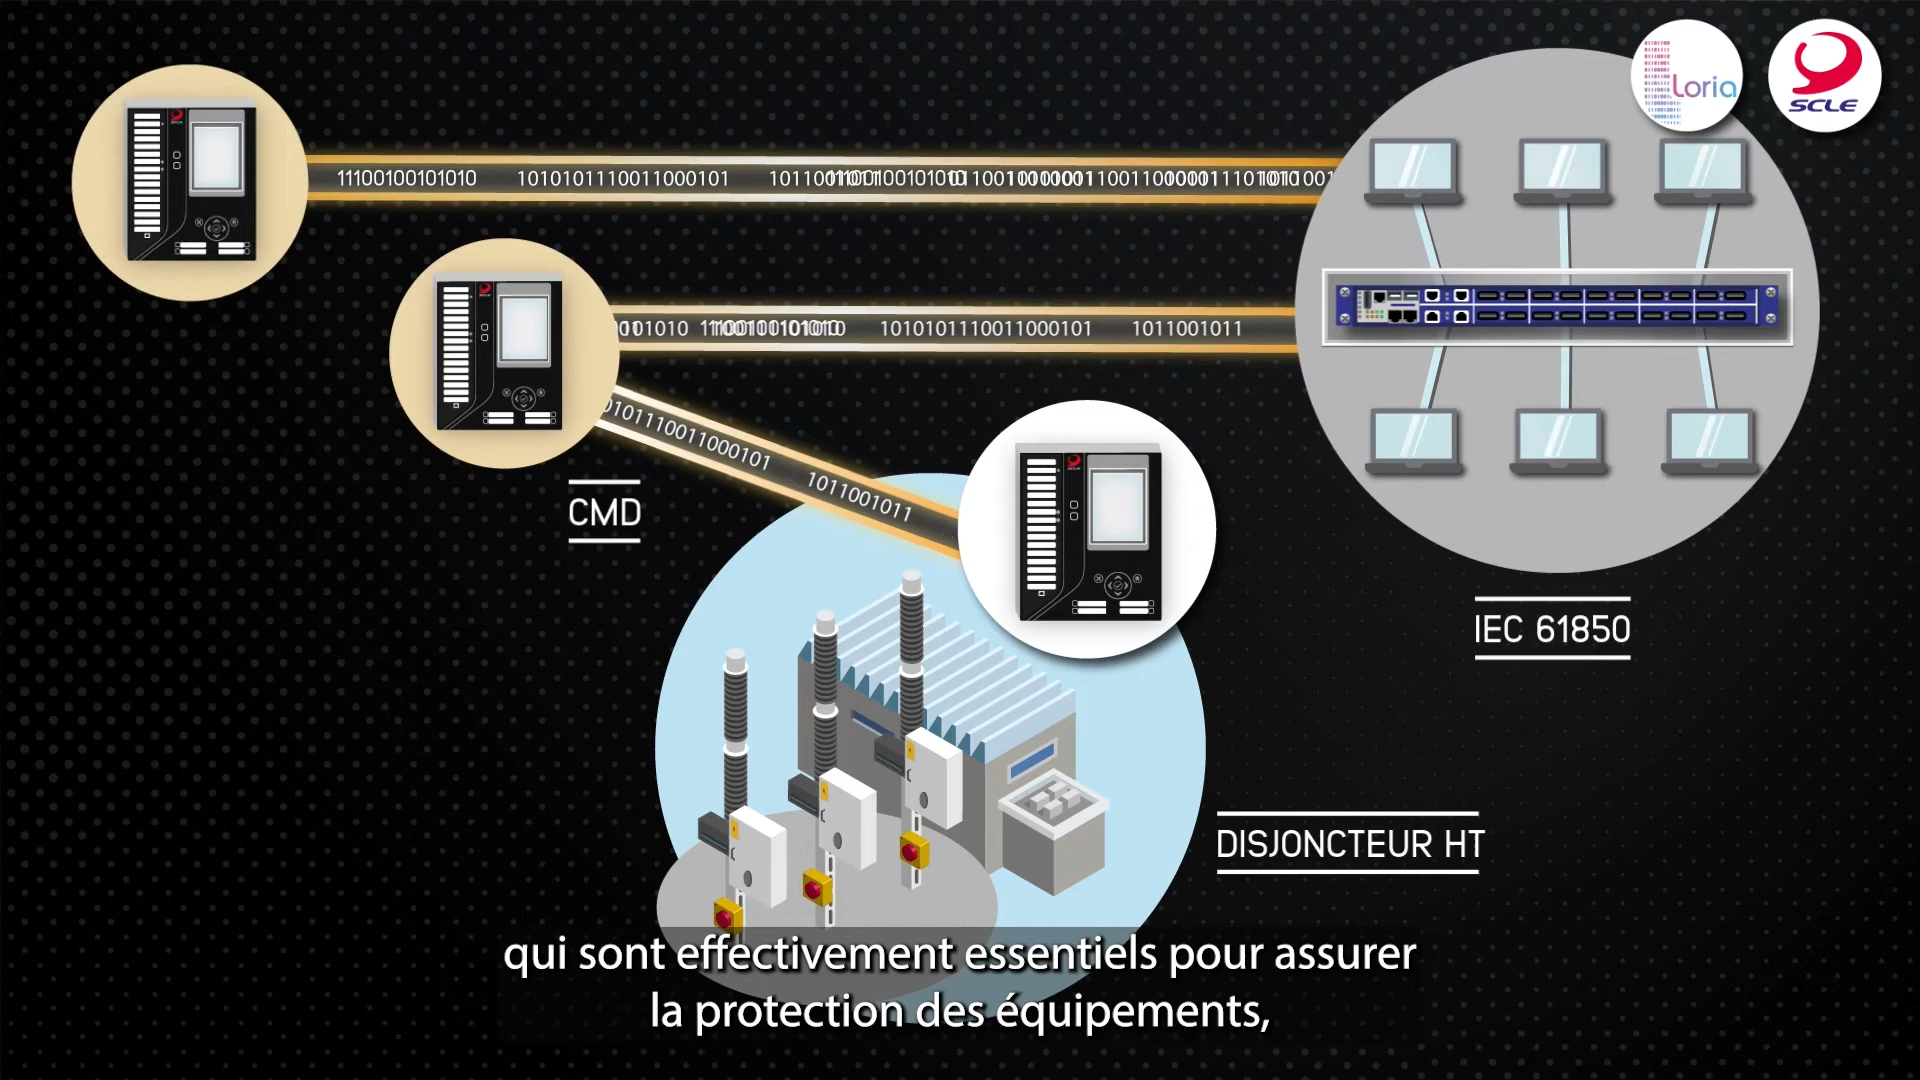 Loria
SCLE
11100100101010 1010101110011000101
1010101110011000101 1011001011
0101110011000101 1011001011
CMD
IEC 61850
DISJONCTEUR HT
qui sont effectivement essentiels pour assurer
la protection des équipements,